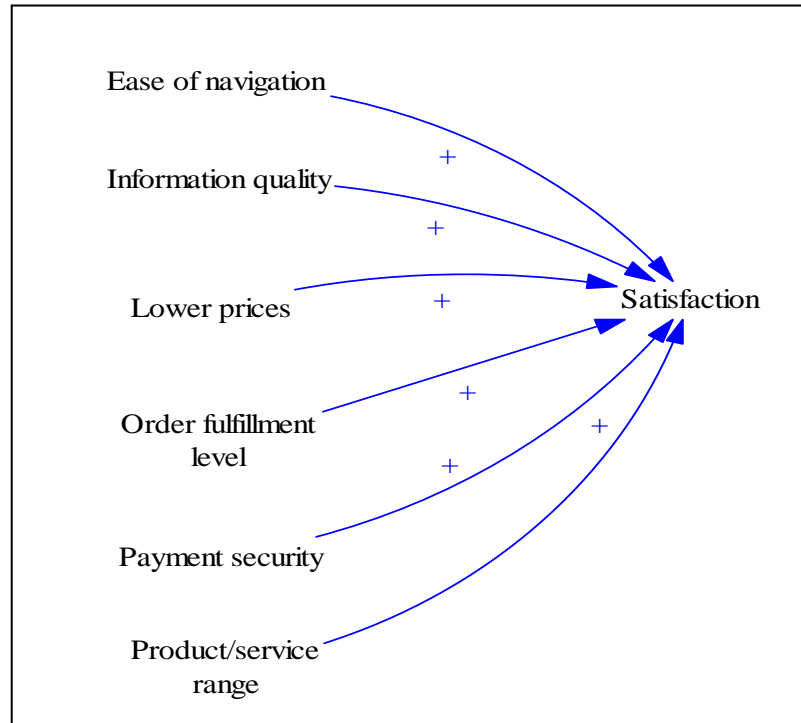 Ease of navigation
+
Information quality
+
Lower prices
+
Satisfaction
Order fulfillment
level
+
+
+
Payment security
Product/service
range